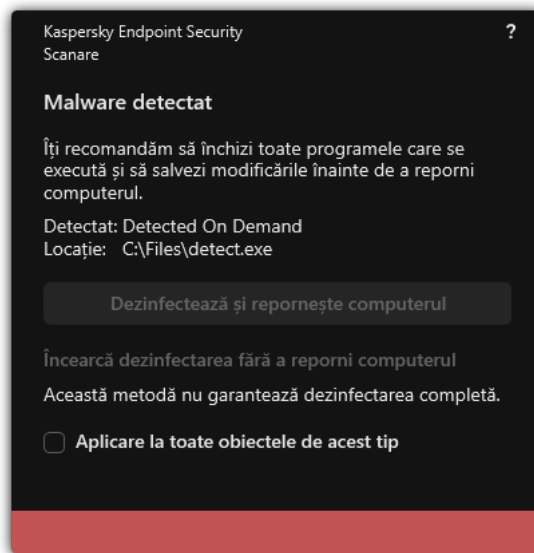 Kaspersky Endpoint Security
?
Scanare
Malware detectat
Îți recomandăm să închizi toate programele care se
execută și să salvezi modificările înainte de a reporni
computerul.
Detectat: Detected On Demand
Locație: C:\Files\detect.exe
Dezinfectează și repornește computerul
Încearcă dezinfectarea fără a reporni computerul
Această metodă nu garantează dezinfectarea completă.
Aplicare la toate obiectele de acest tip